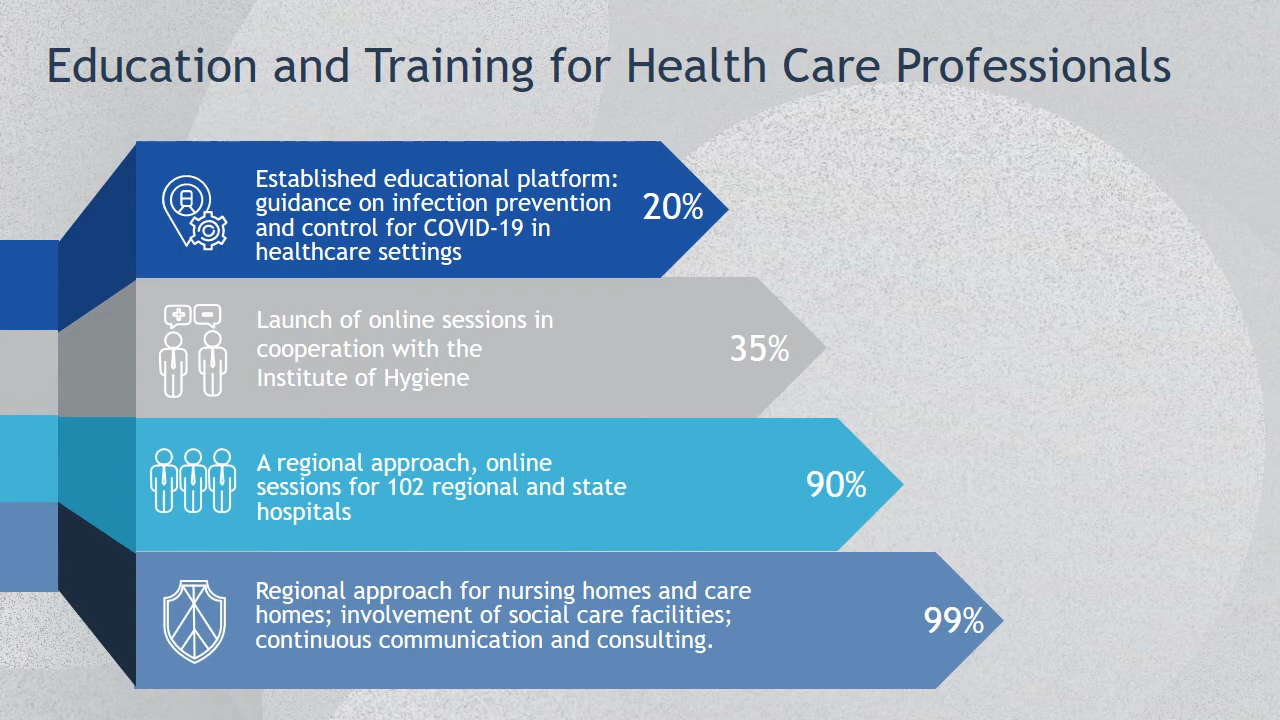 Education and Training for Health Care Professionals
Established educational platform:
guidance on infection prevention
and control for COVID-19 in
healthcare settings
20%
Launch of online sessions in
cooperation with the
Institute of Hygiene
35%
A regional approach, online
sessions for 102 regional and state
hospitals
90%
Regional approach for nursing homes and care
homes; involvement of social care facilities;
continuous communication and consulting.
99%